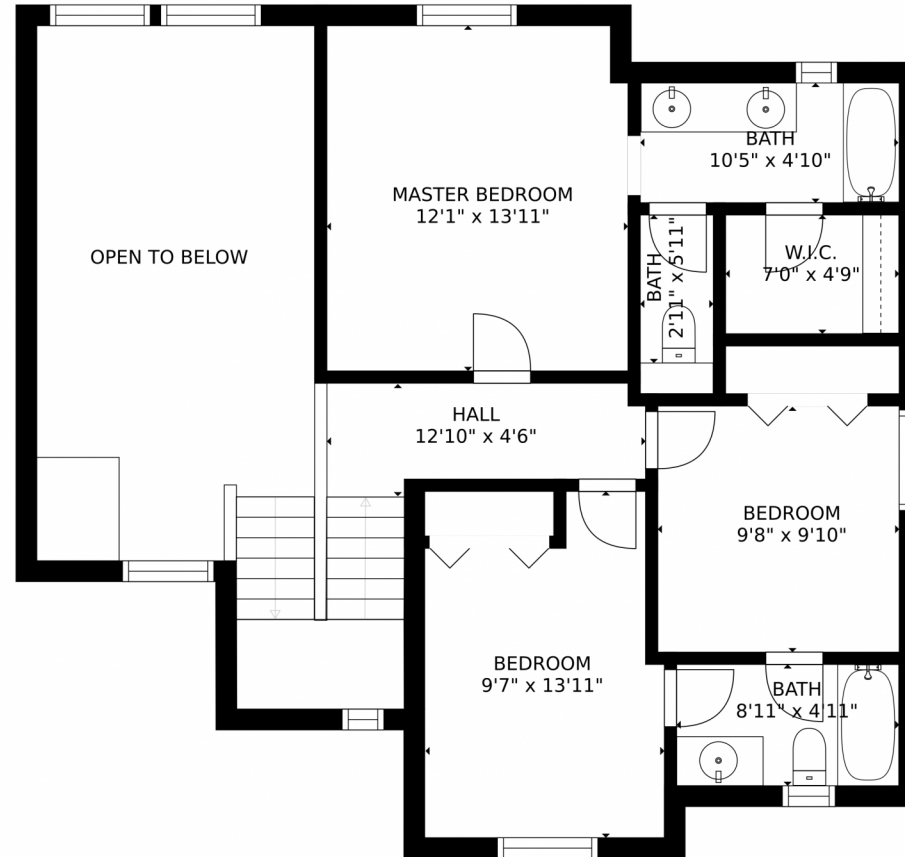 BATH
10'5" x 4'10"
MASTER BEDROOM
12'1" x 13'11"
OPEN TO BELOW
BATH
2'11" x 5'11"
W.I.C.
7'0" x 4'9"
HALL
12'10" x 4'6"
BEDROOM
9'8" x 9'10"
BEDROOM
9'7" x 13'11"
BATH
8'11" x 4'11"